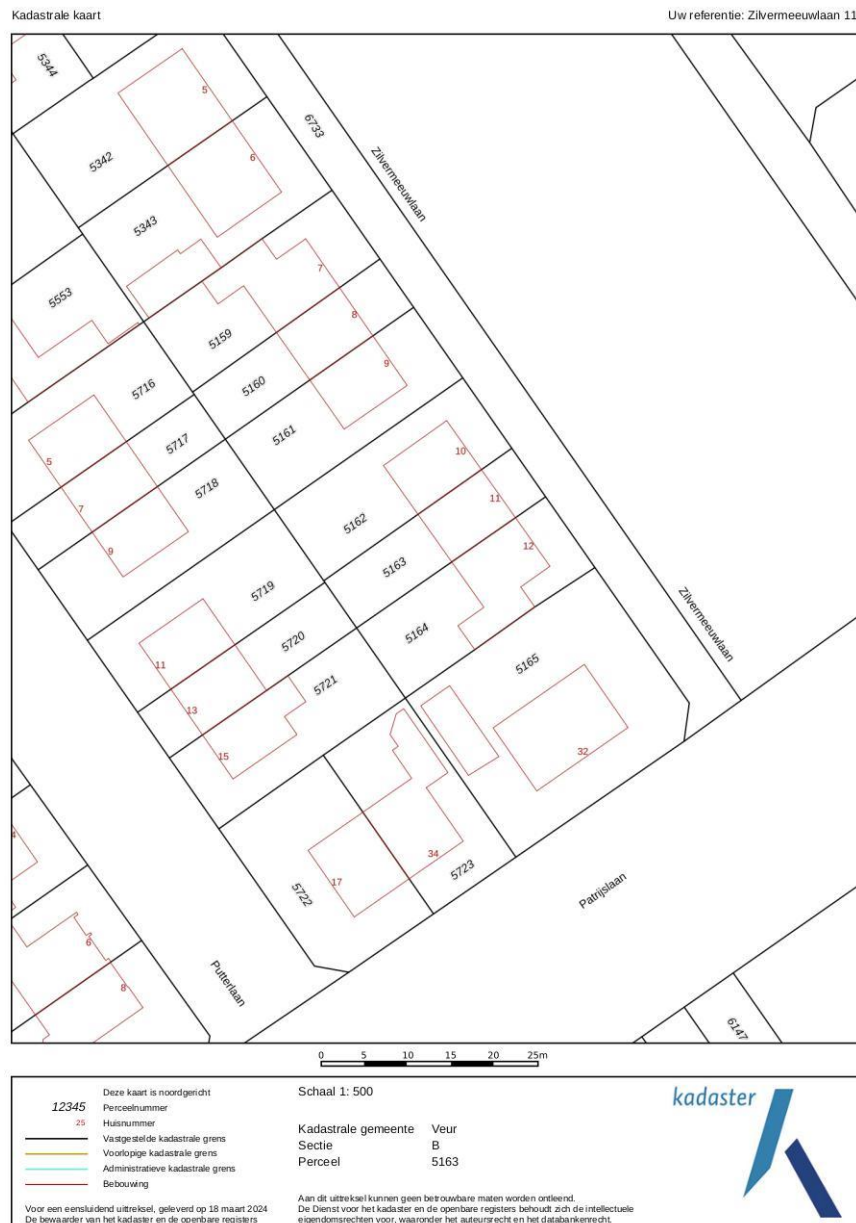 Kadastrale kaart
Uw referentie: Zilvermeeuwlaan 11
5344
5
6733
5342
6
Zilvermeeuwlaan
5343
7
5553
8
5159
9
5716
5160
5
5717
5161
10
7
5718
11
5162
9
12
5163
5719
Zilvermeeuwlaan
5720
5164
11
5165
5721
13
32
15
4
34
5723
17
5722
Patrijslaan
6
Putterlaan
8
6147
0 5 10 15 20 25m
Deze kaart is noordgericht
12345 Perceelnummer
25 Huisnummer
Vastgestelde kadastrale grens
Voorlopige kadastrale grens
Administratieve kadastrale grens
Bebouwing
Voor een eensluidend uittreksel, geleverd op 18 maart 2024
De bewaarder van het kadaster en de openbare registers
Schaal 1: 500
Kadastrale gemeente Veur
Sectie B
Perceel 5163
Aan dit uittreksel kunnen geen betrouwbare maten worden ontleend.
De Dienst voor het kadaster en de openbare registers behoudt zich de intellectuele
eigendomsrechten voor, waaronder het auteursrecht en het databankenrecht.
kadaster